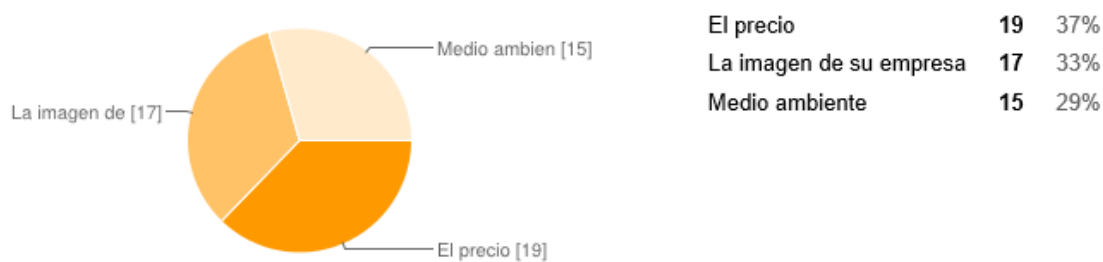 Medio ambien [15]
La imagen de [17]
El precio [19]
El precio 19 37%
La imagen de su empresa 17 33%
Medio ambiente 15 29%